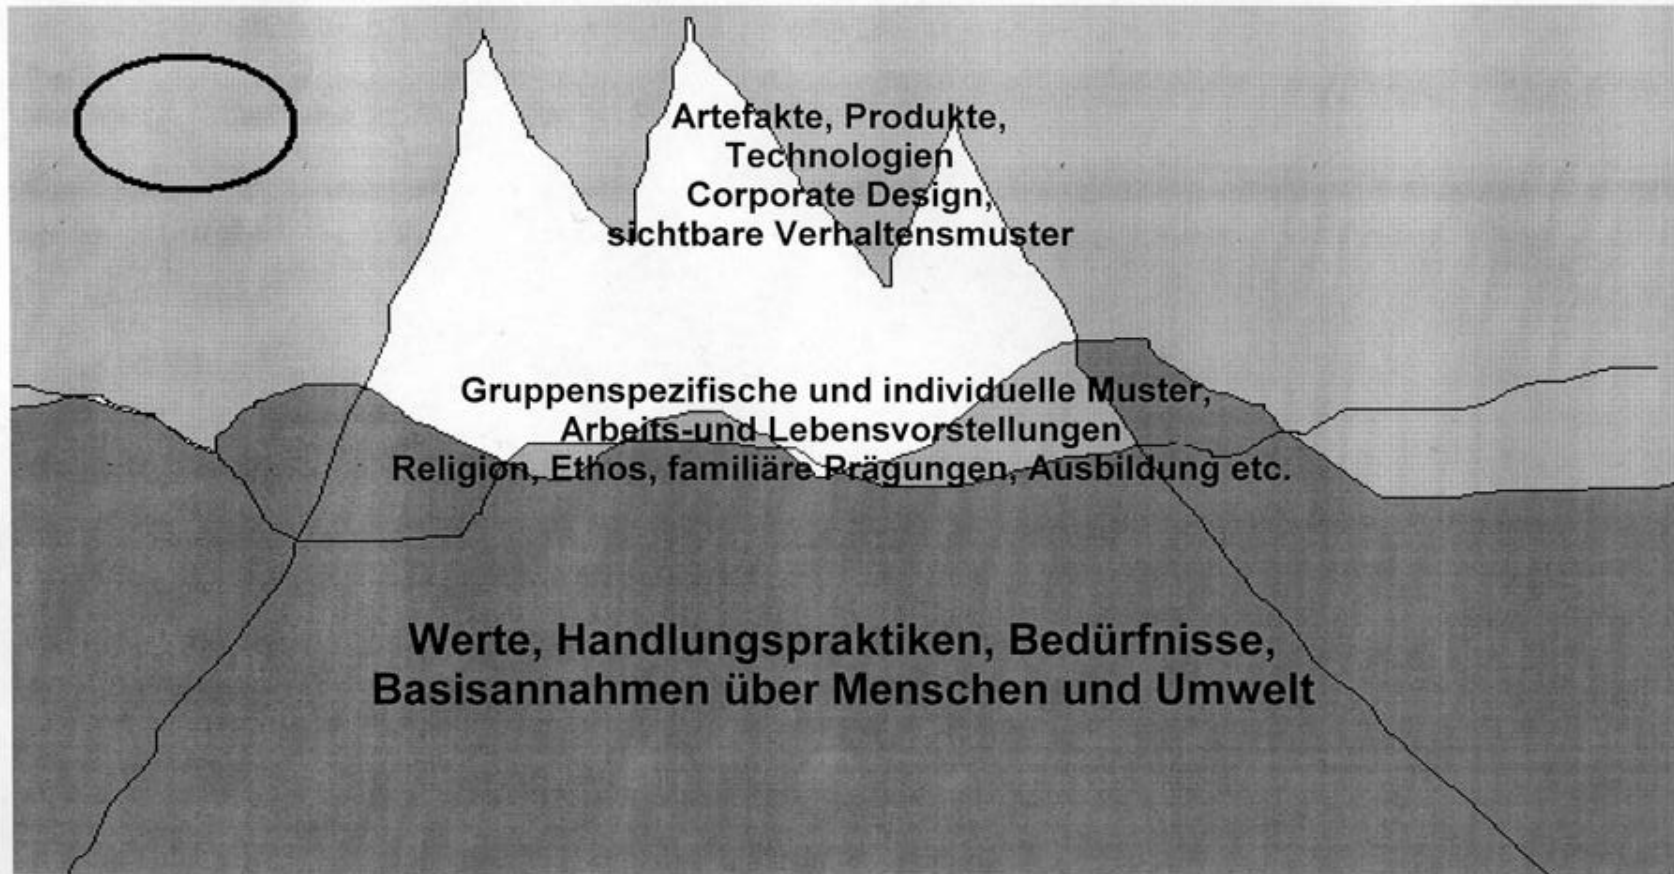 Artefakte, Produkte,
Technologien
Corporate Design,
sichtbare Verhaltensmuster
Gruppenspezifische und individuelle Muster,
Arbeits-und Lebensvorstellungen
Religion, Ethos, familiäre Prägungen, Ausbildung etc.
Werte, Handlungspraktiken, Bedürfnisse,
Basisannahmen über Menschen und Umwelt